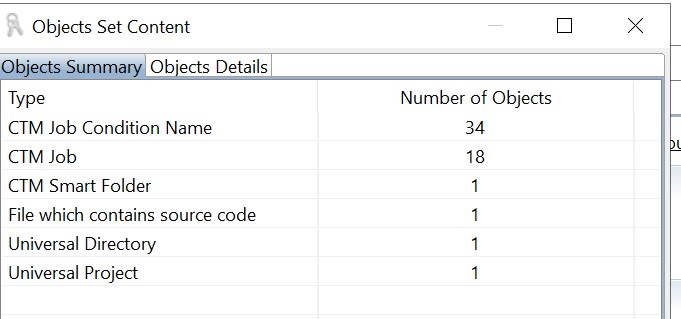 Objects Set Content
Objects Summary Objects Details
Type Number of Objects
CTM Job Condition Name 34
CTM Job 18
CTM Smart Folder 1
File which contains source code 1
Universal Directory 1
Universal Project 1